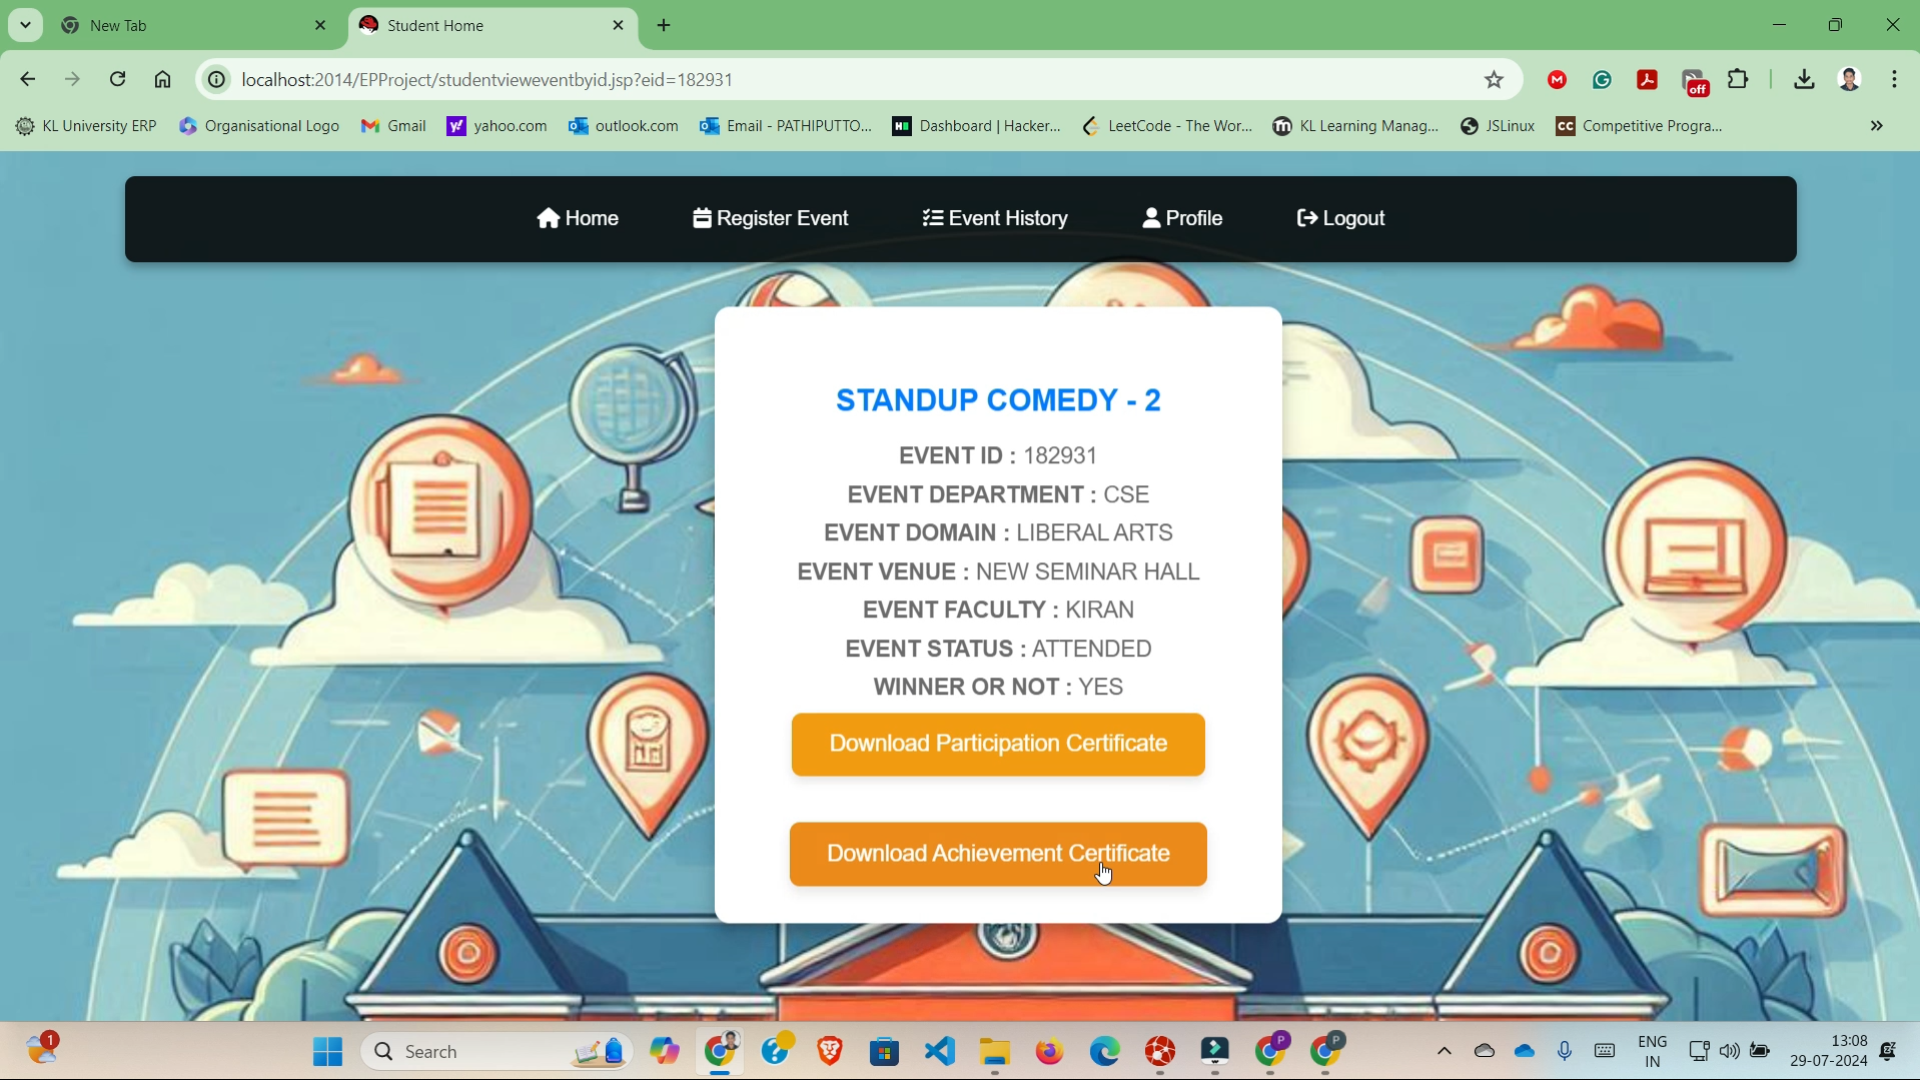 New Tab
Student Home
localhost:2014/EPProject/studentvieweventbyid.jsp?eid=182931
off
KL University ERP
Organisational Logo
Gmail
yahoo.com
outlook.com
Email - PATHIPUTTO...
Dashboard | Hacker...
LeetCode - The Wor...
KL Learning Manag...
JSLinux
CC Competitive Progra...
Home
Register Event
Event History
Profile
Logout
STANDUP COMEDY - 2
EVENT ID : 182931
EVENT DEPARTMENT : CSE
EVENT DOMAIN : LIBERAL ARTS
EVENT VENUE : NEW SEMINAR HALL
EVENT FACULTY : KIRAN
EVENT STATUS : ATTENDED
WINNER OR NOT : YES
Download Participation Certificate
Download Achievement Certificate
1
Search
P
P
ENG
IN
13:08
29-07-2024